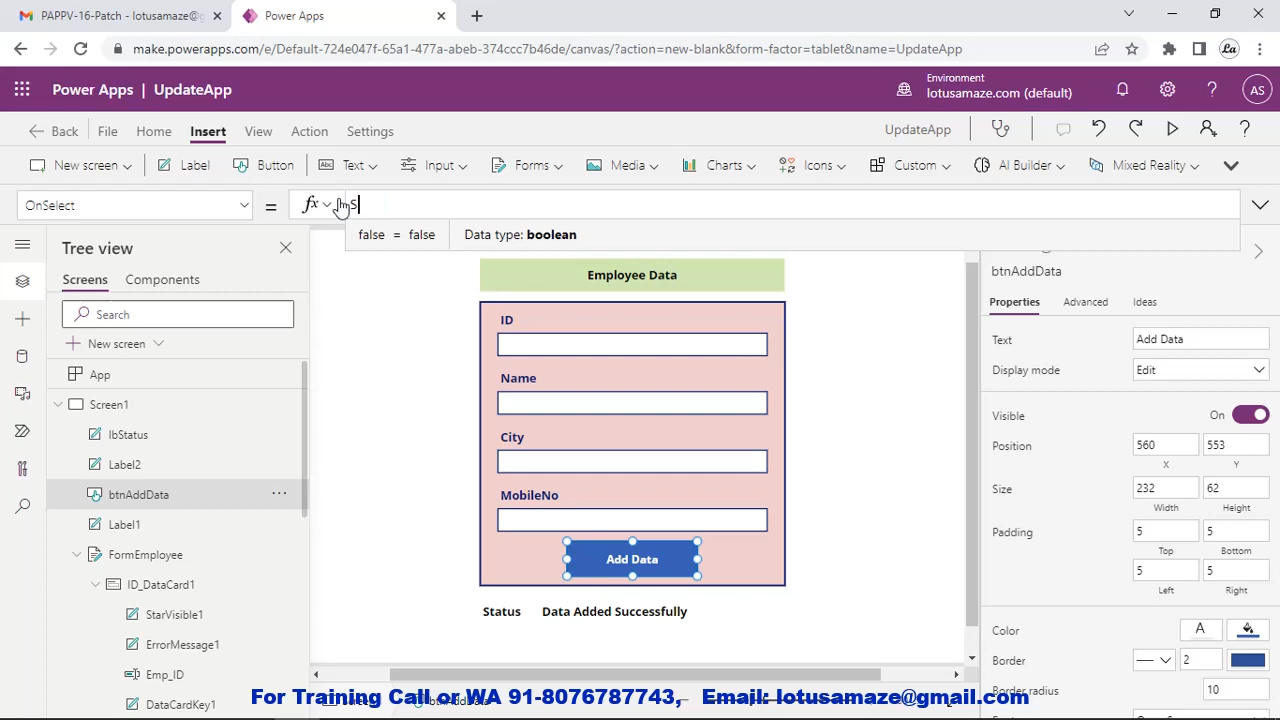 PAPPV-16-Patch - lotusamaze@g
Power Apps
make.powerapps.com/e/Default-724e047f-65a1-477a-abeb-374ccc7b46de/canvas/?action=new-blank&form-factor=tablet&name=UpdateApp
La
Power Apps | UpdateApp
Environment
lotusamaze.com (default)
AS
Back File Home Insert View Action Settings
UpdateApp
New screen Label Button Text Input Forms Media Charts Icons Custom AI Builder Mixed Reality
OnSelect = fx S
false = false Data type: boolean
Tree view
Screens Components
Search
New screen
App
Screen1
lbStatus
Label2
btnAddData
Label1
FormEmployee
ID_DataCard1
StarVisible1
ErrorMessage1
Emp_ID
DataCardKey1
Employee Data
ID
Name
City
MobileNo
Add Data
Status Data Added Successfully
btnAddData
Properties Advanced Ideas
Text Add Data
Display mode Edit
Visible On
Position 560 553
X Y
Size 232 62
Width Height
Padding 5 5
Top Bottom
5 5
Left Right
Color A
Border 2
Border radius 10
For Training Call or WA 91-8076787743, Email: lotusamaze@gmail.com